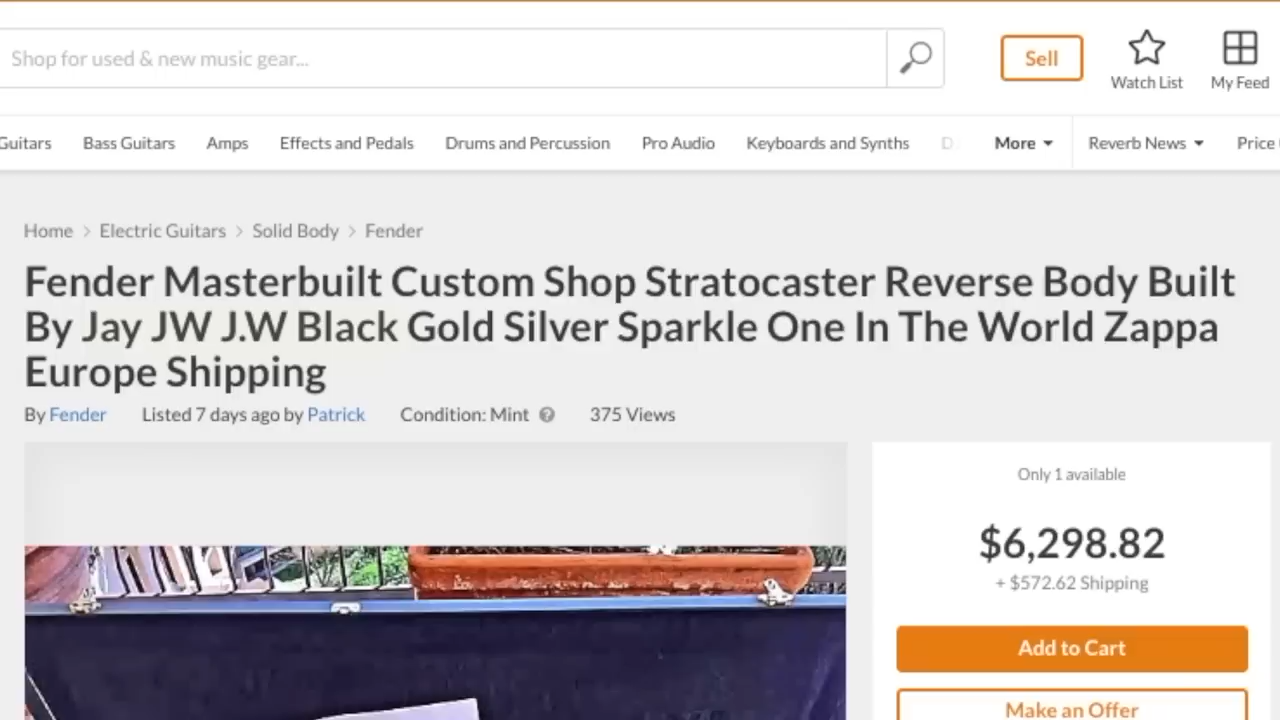 Shop for used & new music gear...
Sell
Watch List
My Feed
Guitars Bass Guitars Amps Effects and Pedals Drums and Percussion Pro Audio Keyboards and Synths D More Reverb News Price
Home > Electric Guitars > Solid Body > Fender
Fender Masterbuilt Custom Shop Stratocaster Reverse Body Built
By Jay JW J.W Black Gold Silver Sparkle One In The World Zappa
Europe Shipping
By Fender Listed 7 days ago by Patrick Condition: Mint 375 Views
Only 1 available
$6,298.82
+ $572.62 Shipping
Add to Cart
Make an Offer